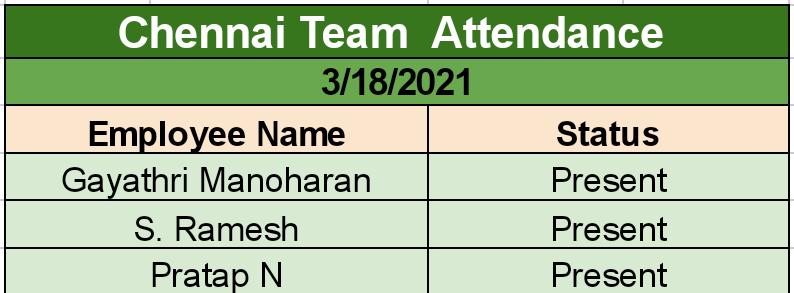 Chennai Team  Attendance
3/18/2021
Employee Name Status
Gayathri Manoharan Present
S. Ramesh Present
Pratap N Present